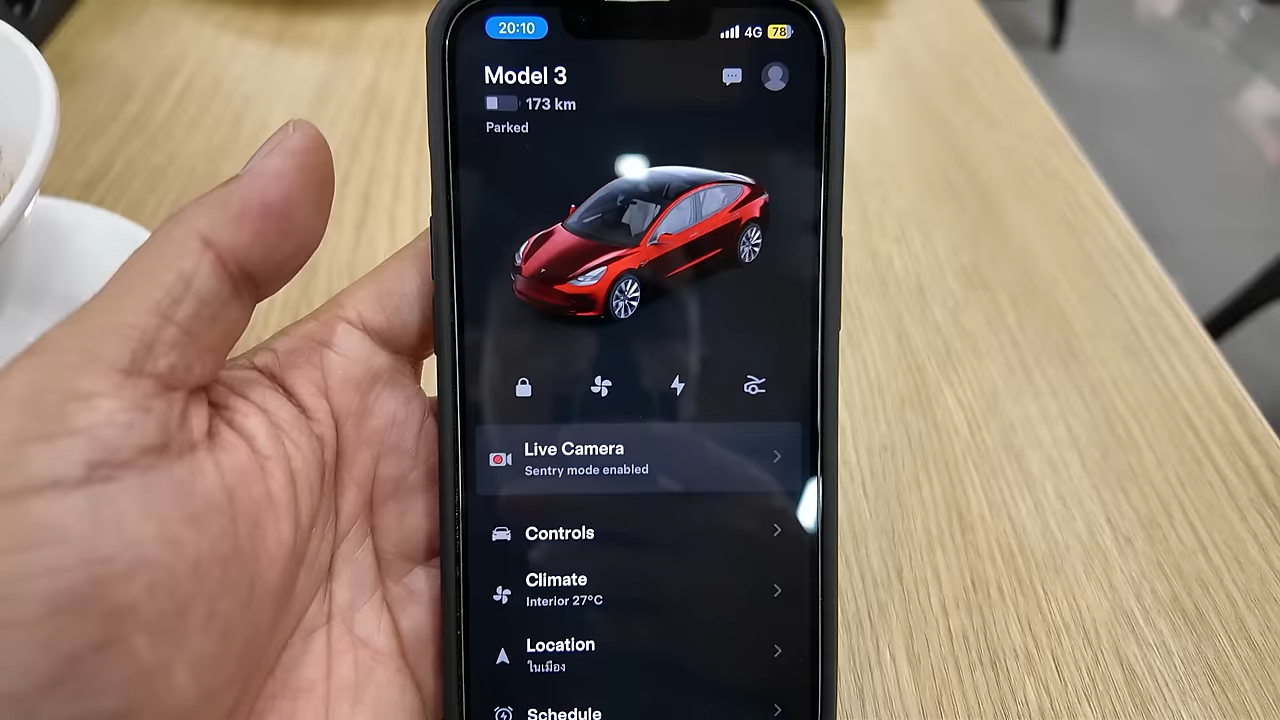 20:10
4G 78
Model 3
173 km
Parked
Live Camera
Sentry mode enabled
Controls
Climate
Interior 27°C
Location
ในเมือง
Schedule